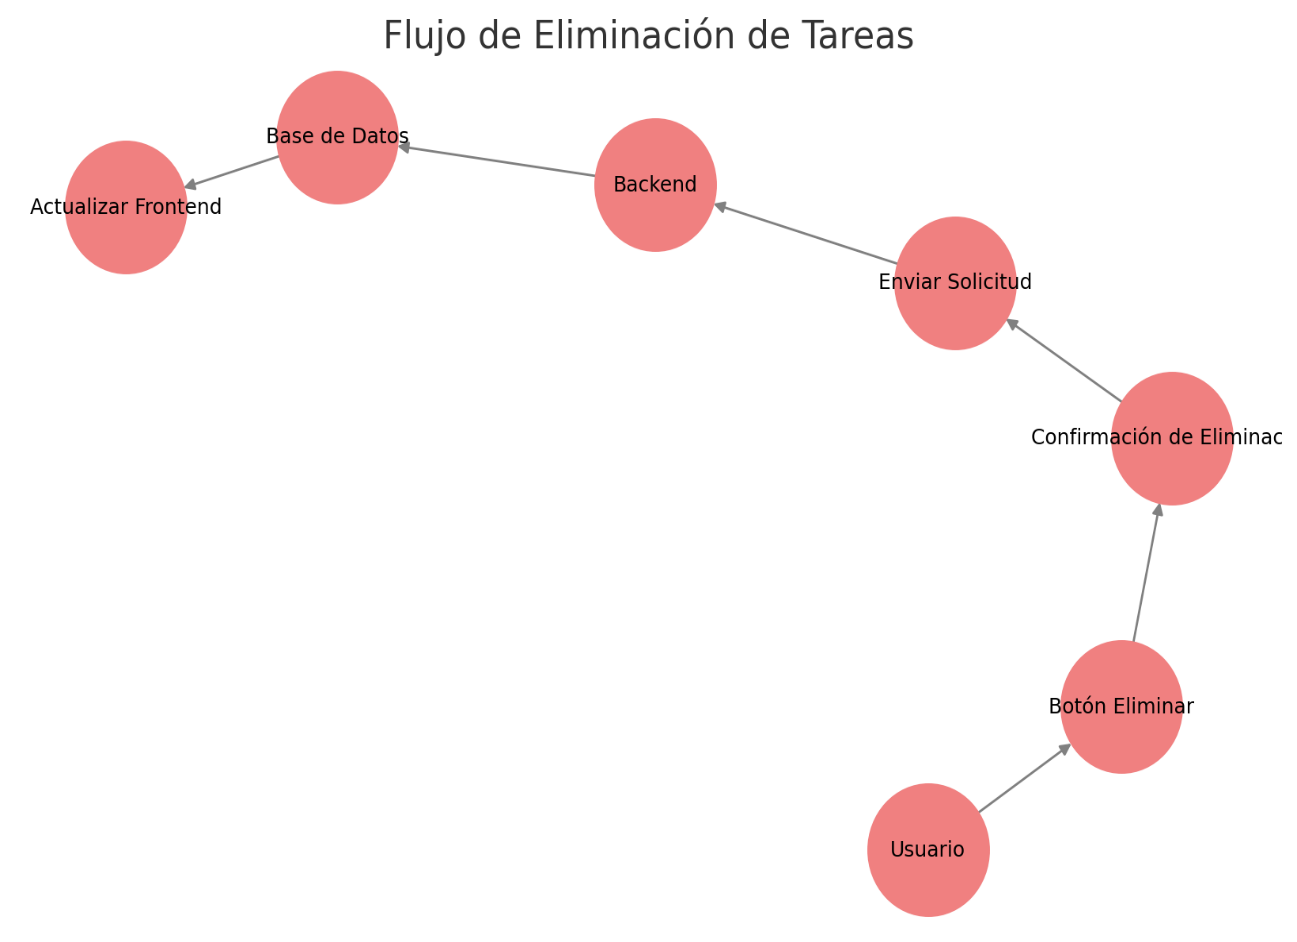 Flujo de Eliminación de Tareas
Base de Datos
Backend
Actualizar Frontend
Enviar Solicitud
Confirmación de Eliminac
Botón Eliminar
Usuario